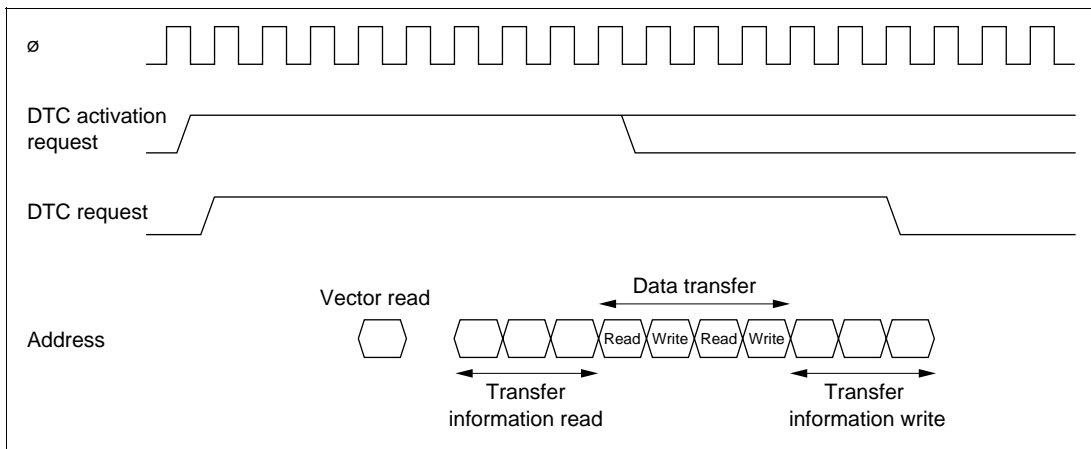 ø
DTC activation
request
DTC request
Data transfer
Vector read
Address
Read Write Read Write
Transfer
information read
Transfer
information write